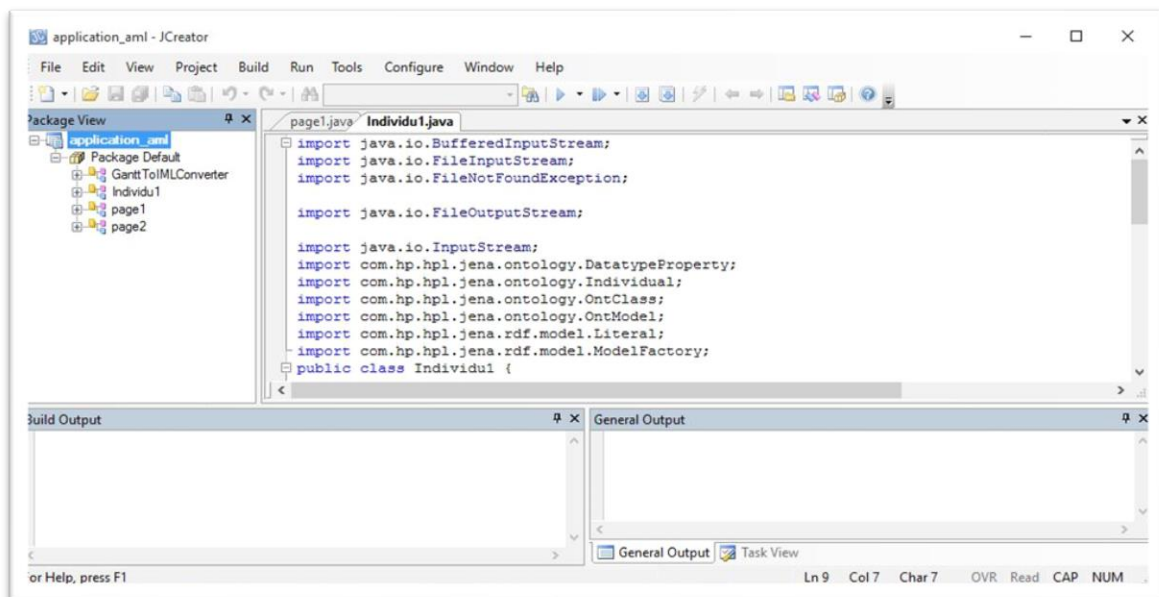 application_aml - JCreator
File Edit View Project Build Run Tools Configure Window Help
Package View
page1.java Individu1.java
application_aml
Package Default
GanttToIMLConverter
Individu1
page1
page2
import java.io.BufferedInputStream;
import java.io.FileInputStream;
import java.io.FileNotFoundException;
import java.io.FileOutputStream;
import java.io.InputStream;
import com.hp.hpl.jena.ontology.DatatypeProperty;
import com.hp.hpl.jena.ontology.Individual;
import com.hp.hpl.jena.ontology.OntClass;
import com.hp.hpl.jena.ontology.OntModel;
import com.hp.hpl.jena.rdf.model.Literal;
import com.hp.hpl.jena.rdf.model.ModelFactory;
public class Individu1 {
Build Output
General Output
General Output Task View
or Help, press F1
Ln 9 Col 7 Char 7 OVR Read CAP NUM